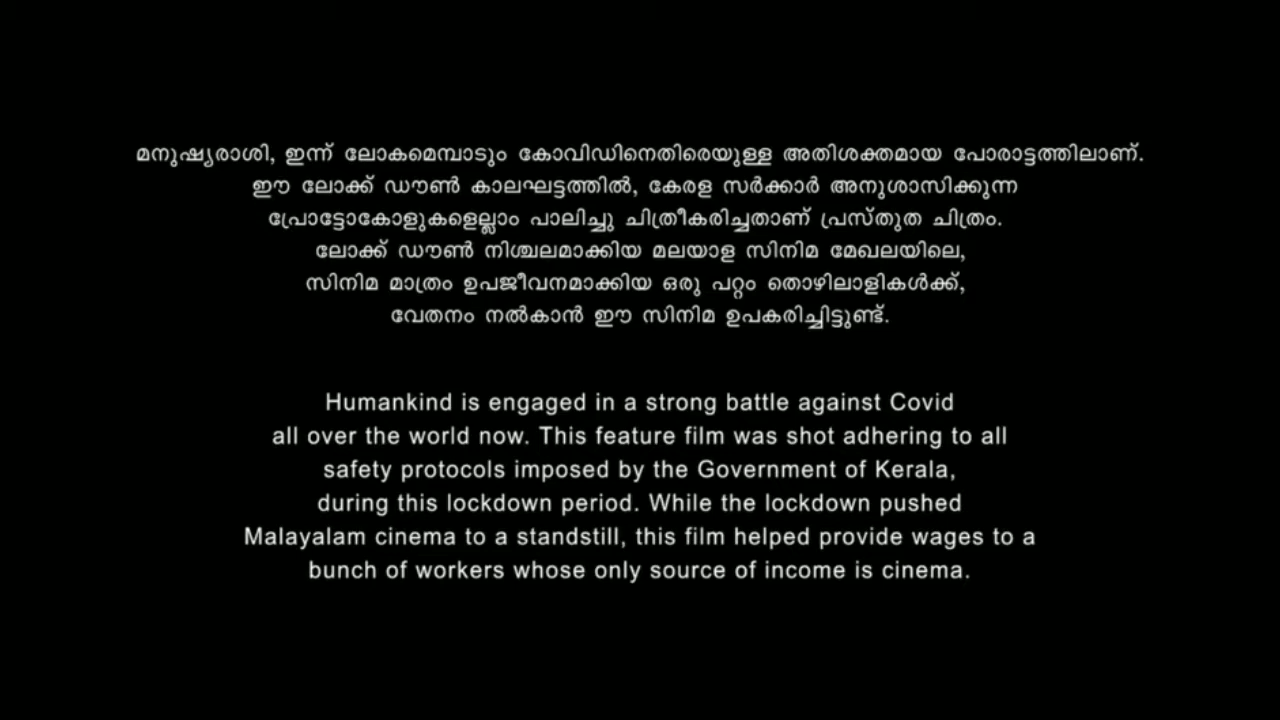 മനുഷ്യരാശി, ഇന്ന് ലോകമെമ്പാടും കോവിഡിനെതിരെയുള്ള അതിശക്തമായ പോരാട്ടത്തിലാണ്.
ഈ ലോക്ക് ഡൗൺ കാലഘട്ടത്തിൽ, കേരള സർക്കാർ അനുശാസിക്കുന്ന
പ്രോട്ടോകോളുകളെല്ലാം പാലിച്ചു ചിത്രീകരിച്ചതാണ് പ്രസ്തുത ചിത്രം.
ലോക്ക് ഡൗൺ നിശ്ചലമാക്കിയ മലയാള സിനിമ മേഖലയിലെ,
സിനിമ മാത്രം ഉപജീവനമാക്കിയ ഒരു പറ്റം തൊഴിലാളികൾക്ക്,
വേതനം നൽകാൻ ഈ സിനിമ ഉപകരിച്ചിട്ടുണ്ട്.
Humankind is engaged in a strong battle against Covid
all over the world now. This feature film was shot adhering to all
safety protocols imposed by the Government of Kerala,
during this lockdown period. While the lockdown pushed
Malayalam cinema to a standstill, this film helped provide wages to a
bunch of workers whose only source of income is cinema.